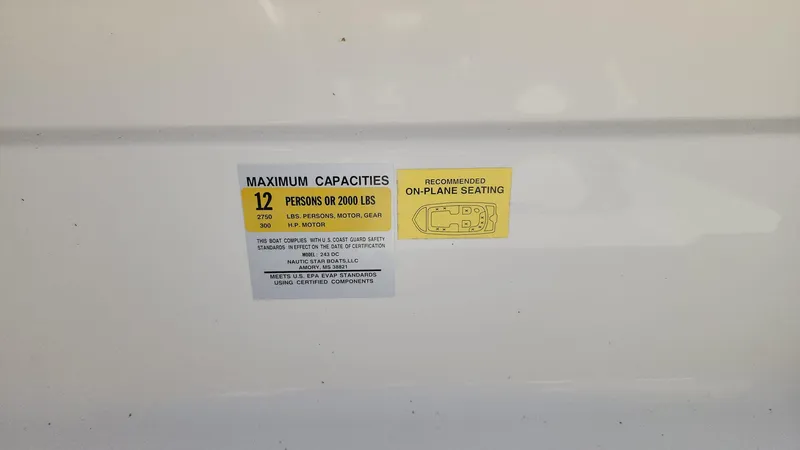 MAXIMUM CAPACITIES
12 PERSONS OR 2000 LBS
2750 LBS. PERSONS, MOTOR, GEAR
300 H.P. MOTOR
THIS BOAT COMPLIES WITH U.S. COAST GUARD SAFETY
STANDARDS IN EFFECT ON THE DATE OF CERTIFICATION
MODEL: 243 DC
NAUTIC STAR BOATS,LLC
AMORY, MS 38821
MEETS U.S. EPA EVAP STANDARDS
USING CERTIFIED COMPONENTS
RECOMMENDED
ON-PLANE SEATING